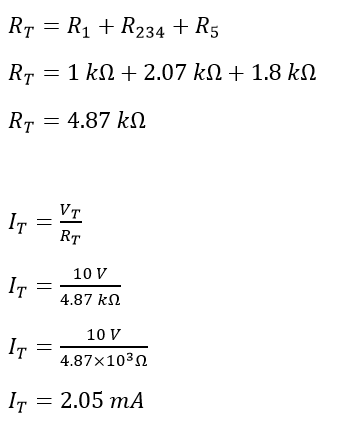 R_T = R_1 + R_234 + R_5
R_T = 1 kΩ + 2.07 kΩ + 1.8 kΩ
R_T = 4.87 kΩ
I_T = V_T / R_T
I_T = 10 V / 4.87 kΩ
I_T = 10 V / 4.87×10³Ω
I_T = 2.05 mA